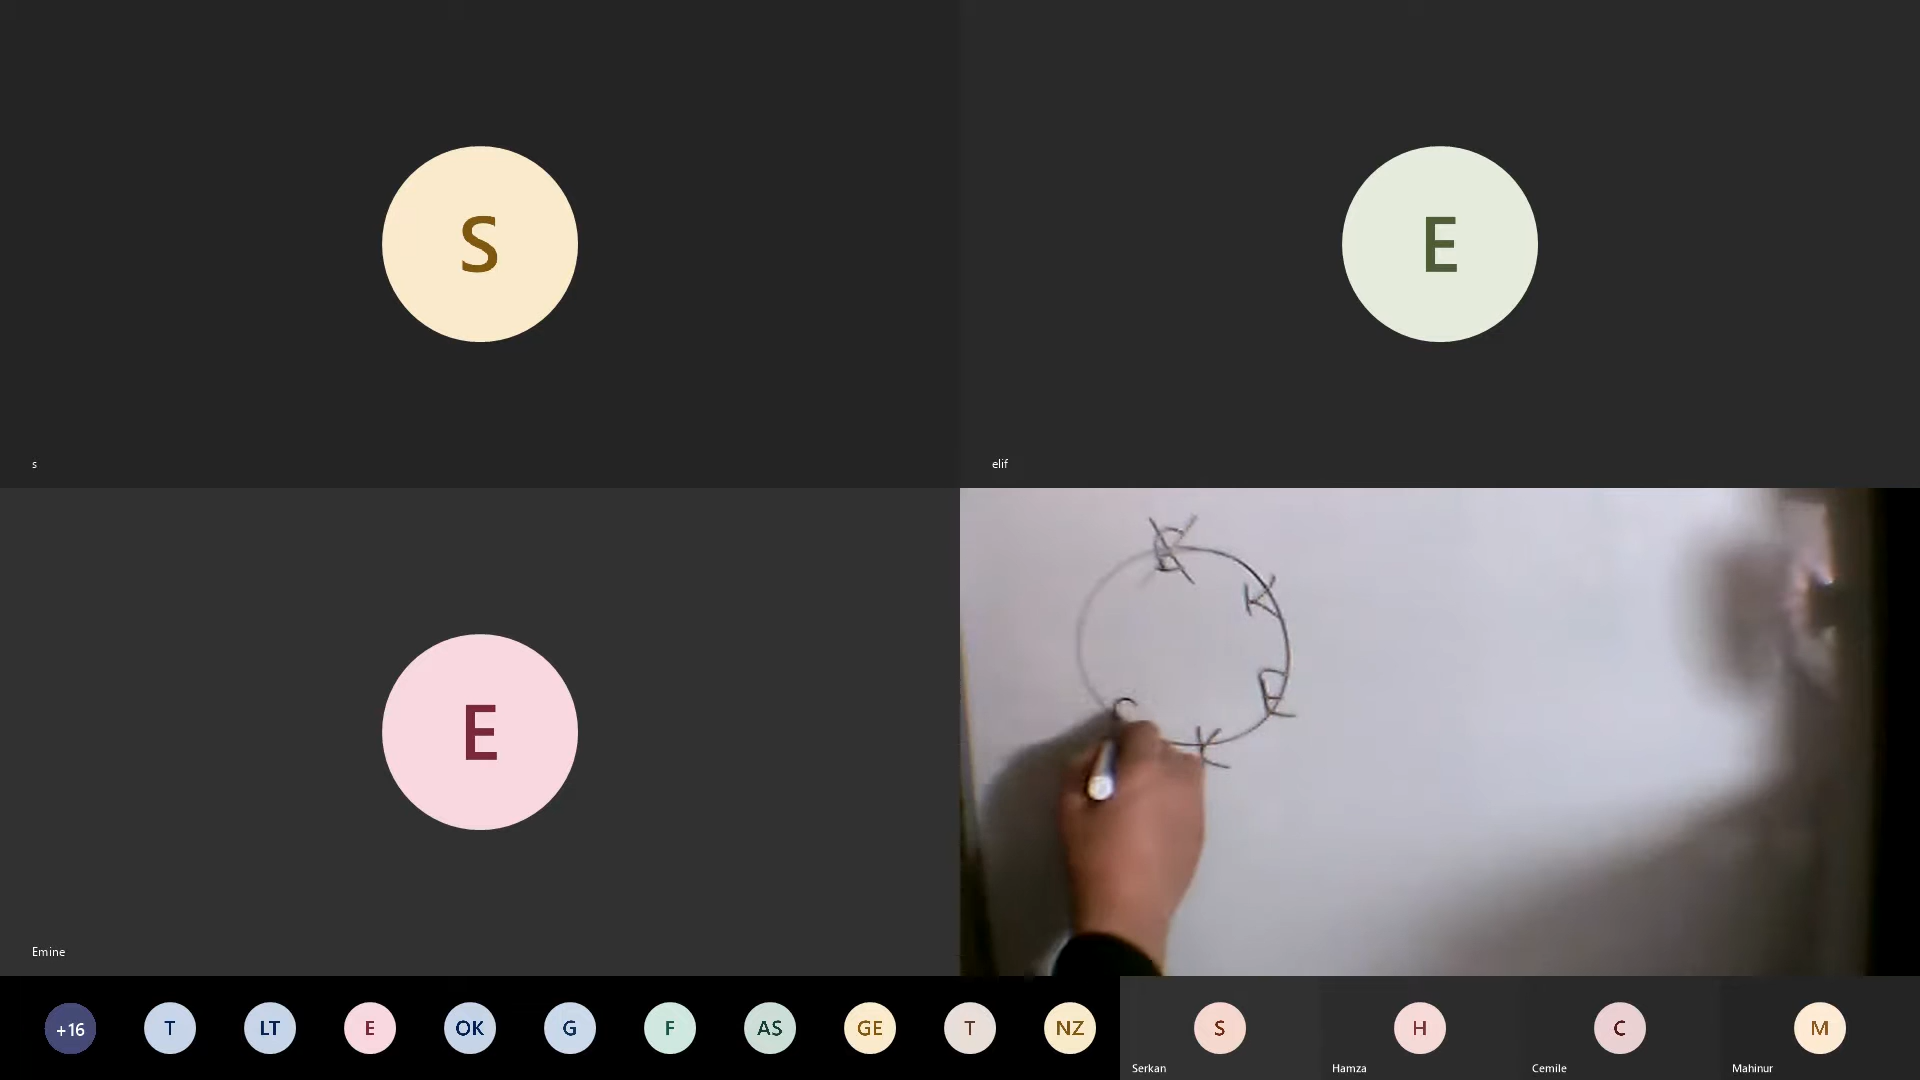 S
E
s
elif
E
K
K
Emine
+16
T
LT
E
OK
G
F
AS
GE
T
NZ
S
H
C
M
Serkan
Hamza
Cemile
Mahinur